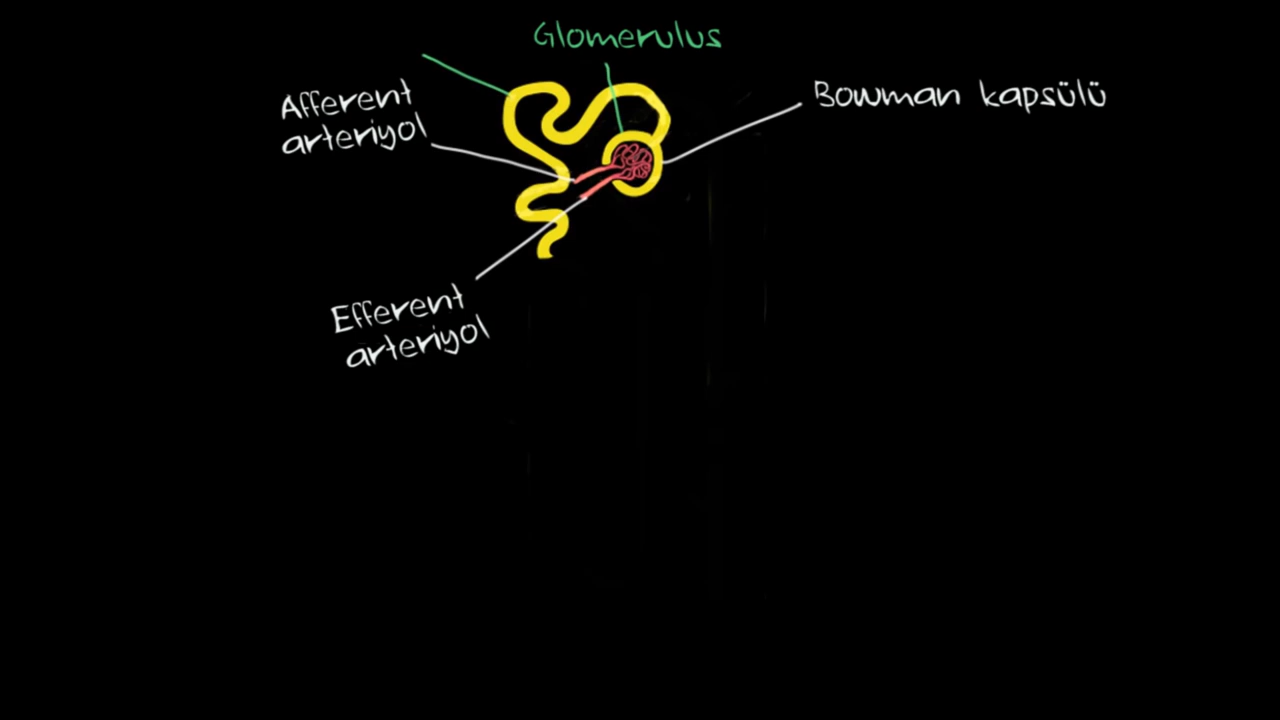 Glomerulus
Afferent
arteriyol
Bowman kapsülü
Efferent
arteriyol